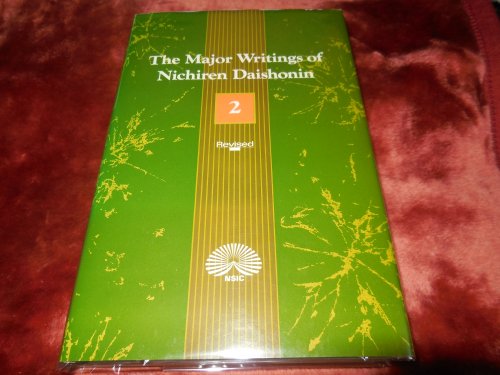 The Major Writings of
Nichiren Daishonin
2
Revised
NSIC